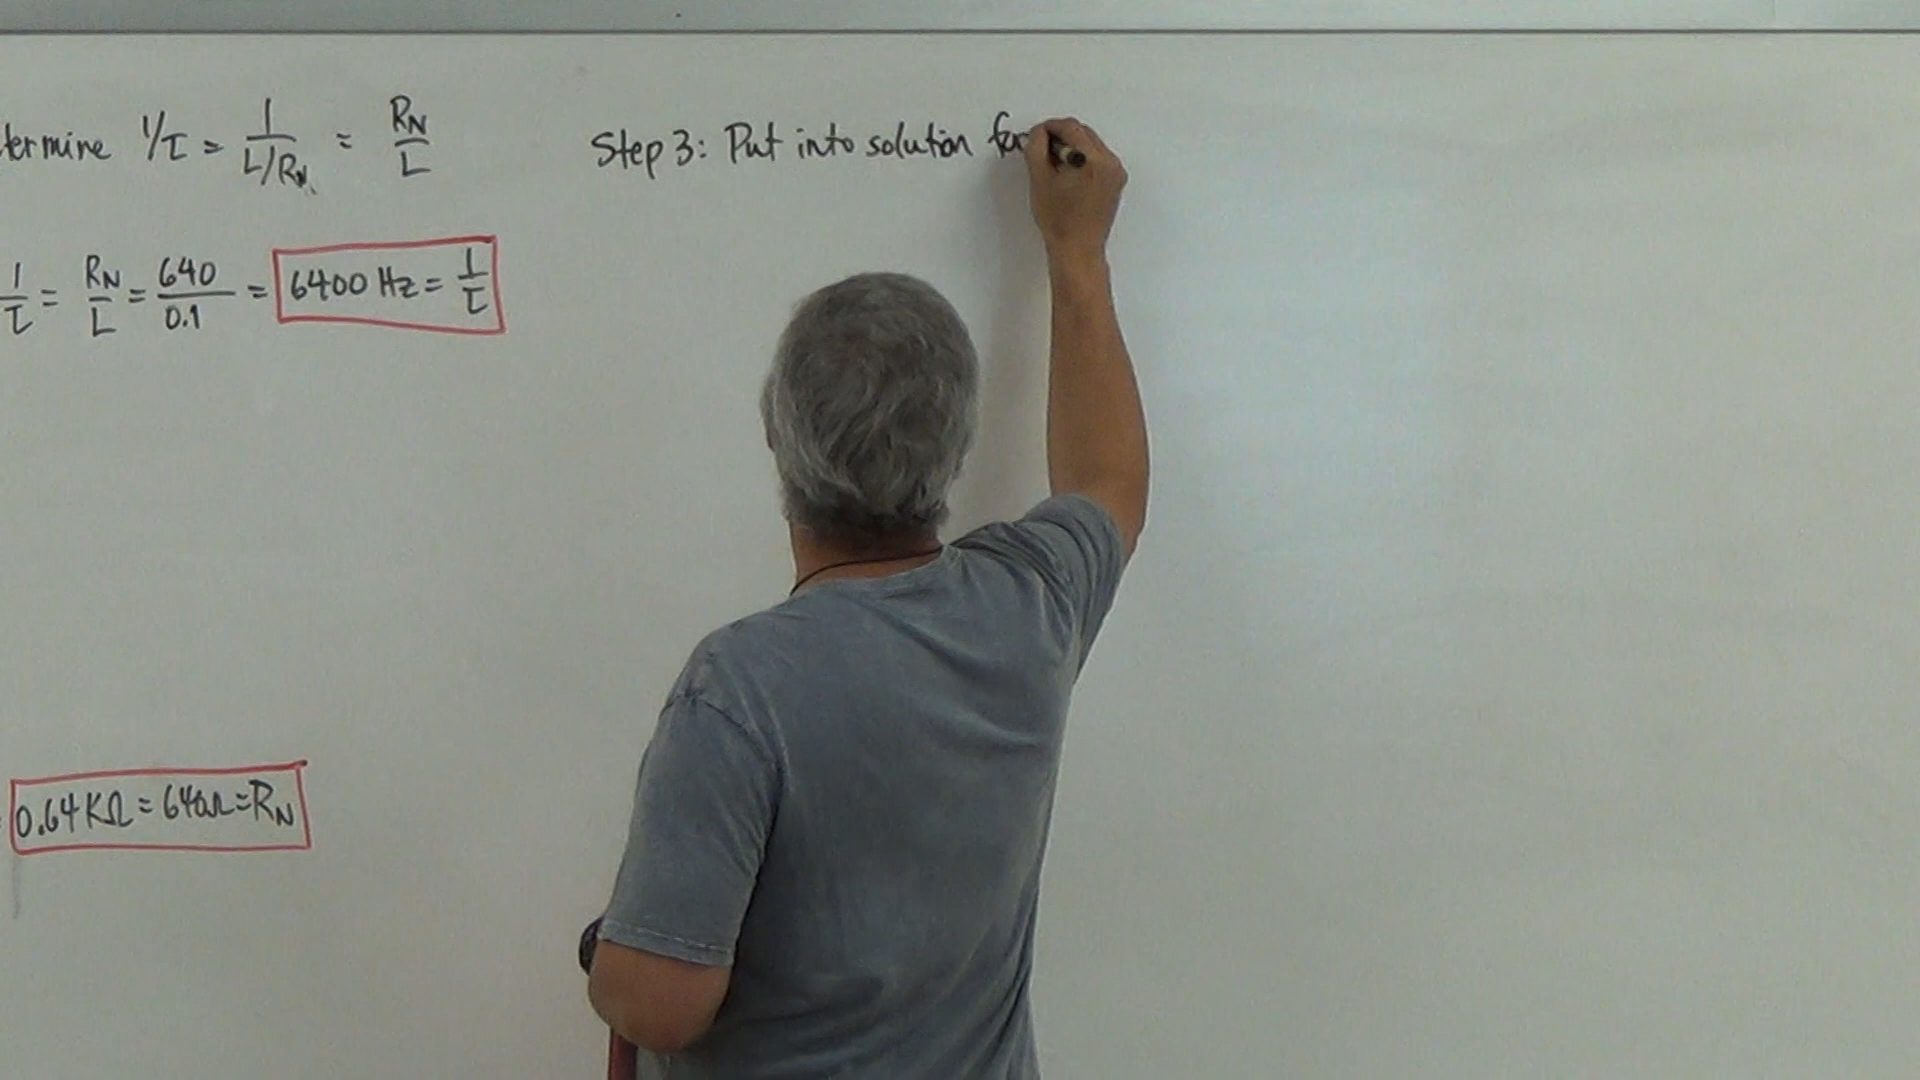 termine 1/τ = 1/(L/R_N) = R_N/L
1/τ = R_N/L = 640/0.1 = 6400 Hz = 1/τ
0.64 KΩ = 640Ω = R_N
Step 3: Put into solution for